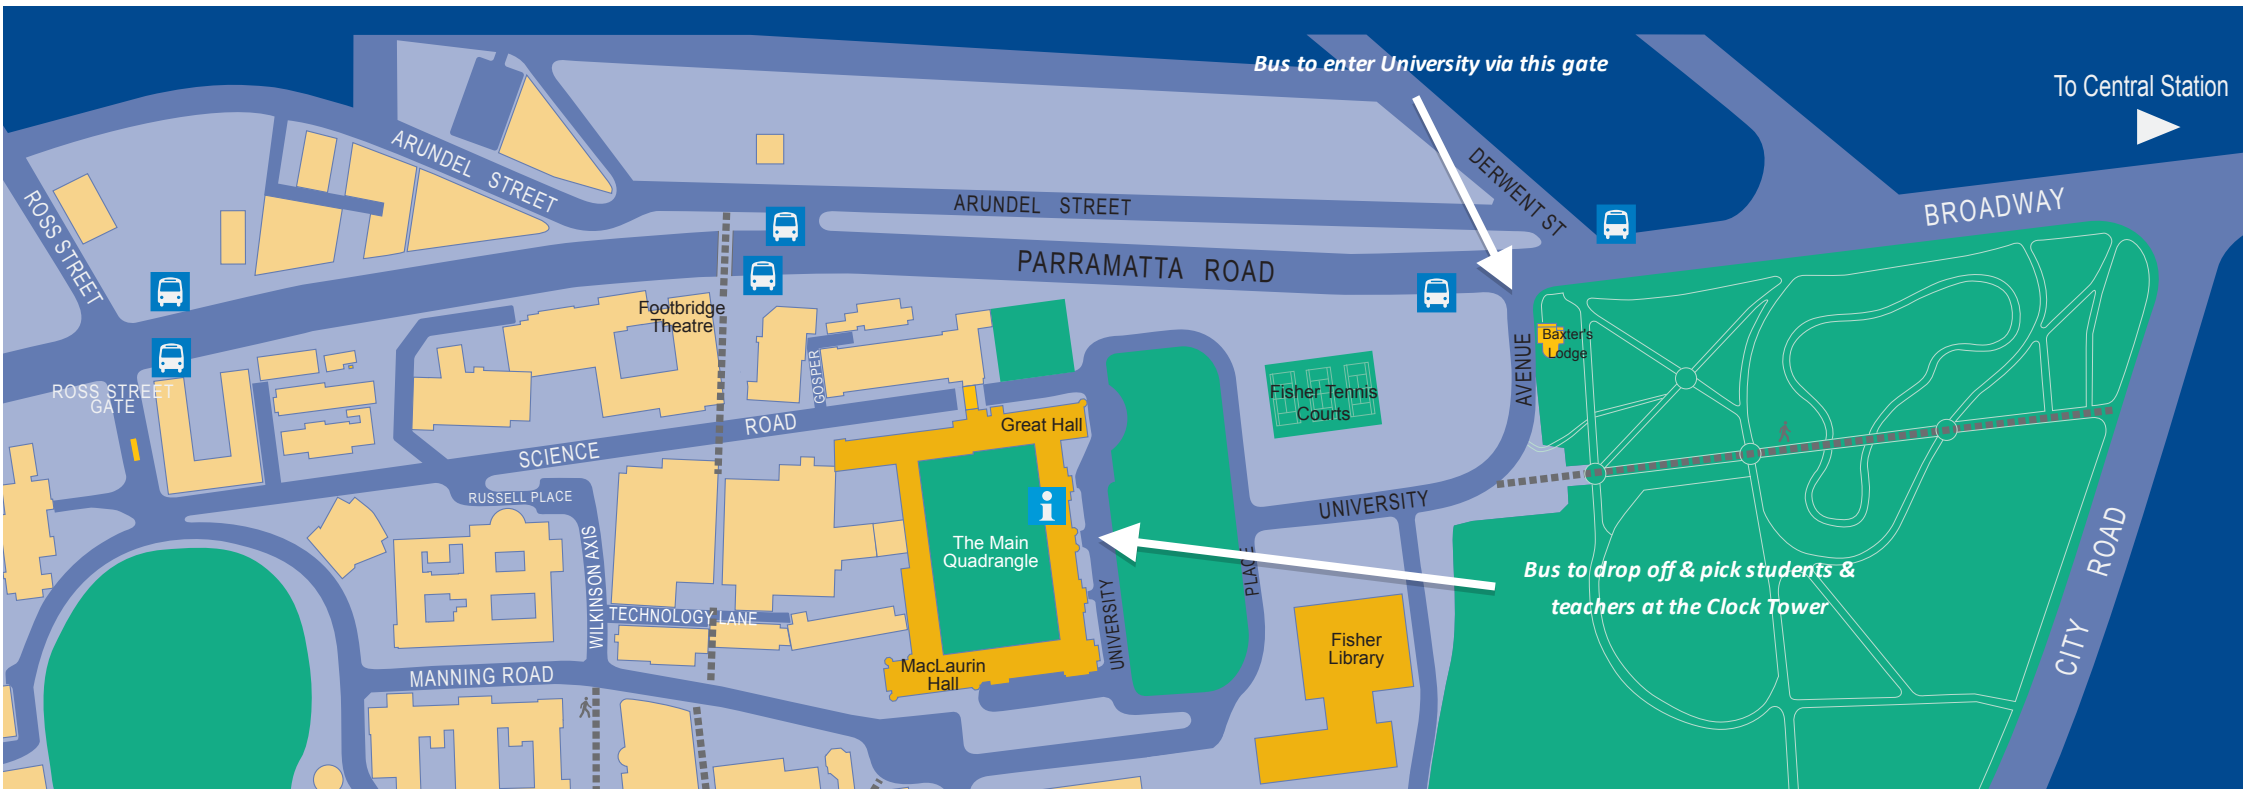 Bus to enter University via this gate
To Central Station
ARUNDEL STREET
DERWENT ST
BROADWAY
ROSS STREET
ARUNDEL STREET
PARRAMATTA ROAD
Footbridge
Theatre
Baxter's
Lodge
GOSPER
AVENUE
ROSS STREET
GATE
Fisher Tennis
Courts
SCIENCE ROAD
Great Hall
RUSSELL PLACE
UNIVERSITY
i
WILKINSON AXIS
The Main
Quadrangle
CITY ROAD
PLACE
Bus to drop off & pick students &
teachers at the Clock Tower
TECHNOLOGY LANE
UNIVERSITY
Fisher
Library
MANNING ROAD
MacLaurin
Hall